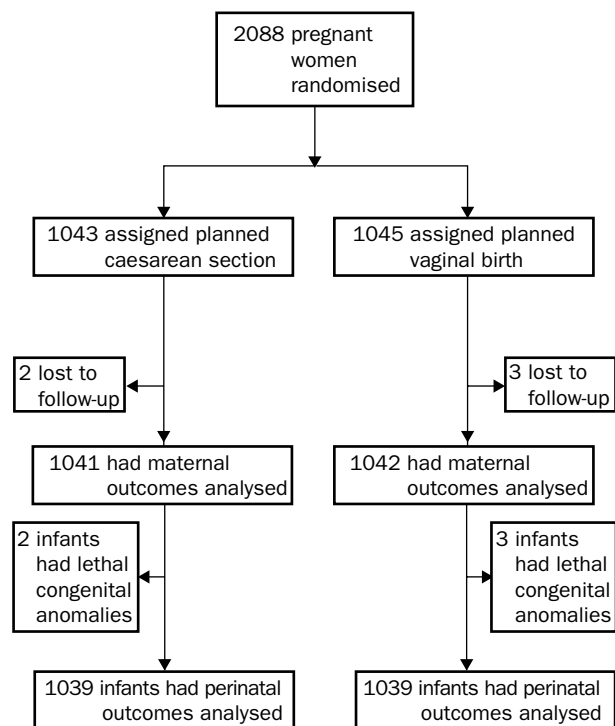 2088 pregnant
women
randomised
1043 assigned planned
caesarean section
1045 assigned planned
vaginal birth
2 lost to
follow-up
3 lost to
follow-up
1041 had maternal
outcomes analysed
1042 had maternal
outcomes analysed
2 infants
had lethal
congenital
anomalies
3 infants
had lethal
congenital
anomalies
1039 infants had perinatal
outcomes analysed
1039 infants had perinatal
outcomes analysed